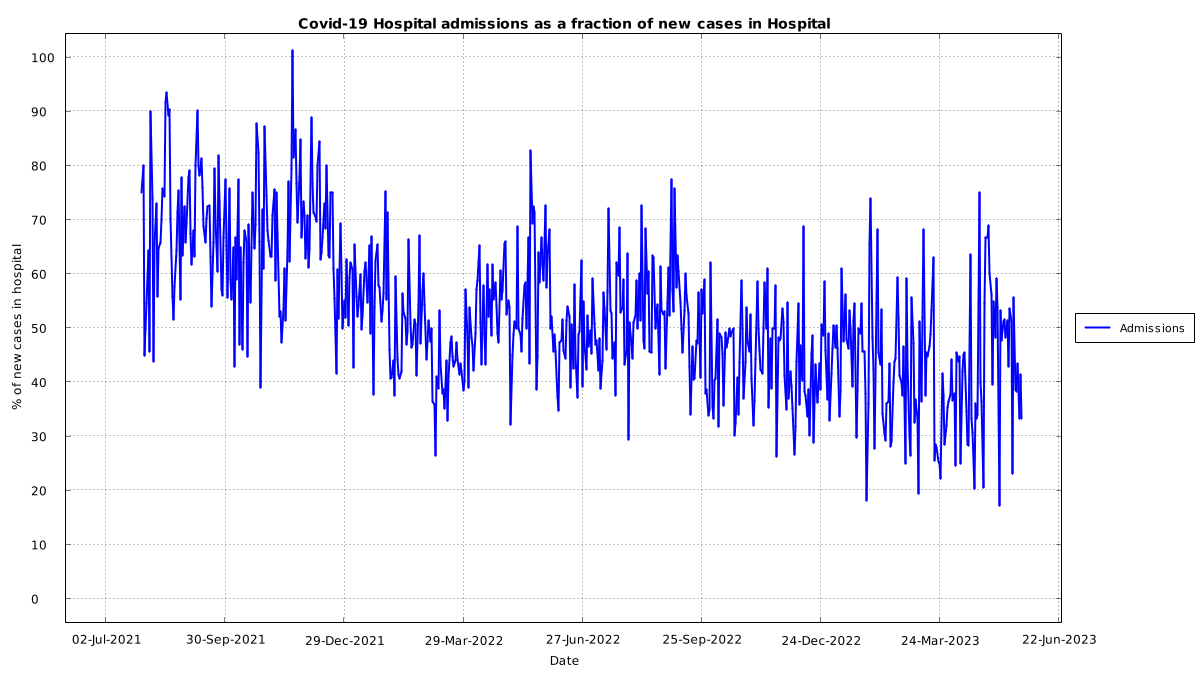 Covid-19 Hospital admissions as a fraction of new cases in Hospital
% of new cases in hospital
100
90
80
70
60
50
40
30
20
10
0
Admissions
02-Jul-2021 30-Sep-2021 29-Dec-2021 29-Mar-2022 27-Jun-2022 25-Sep-2022 24-Dec-2022 24-Mar-2023 22-Jun-2023
Date